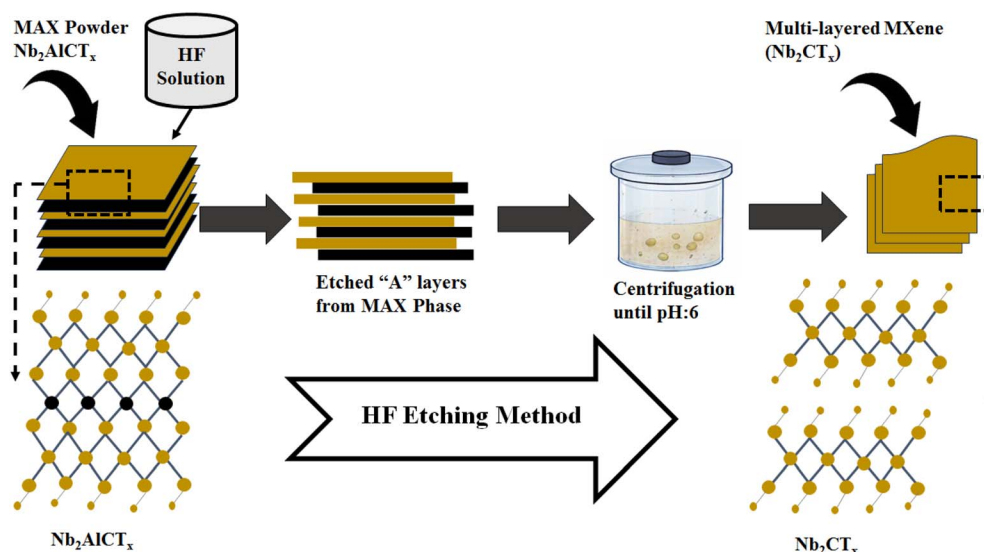 MAX Powder
Nb₂AlCTₓ
HF
Solution
Multi-layered MXene
(Nb₂CTₓ)
Etched “A” layers
from MAX Phase
Centrifugation
until pH:6
HF Etching Method
Nb₂AlCTₓ
Nb₂CTₓ